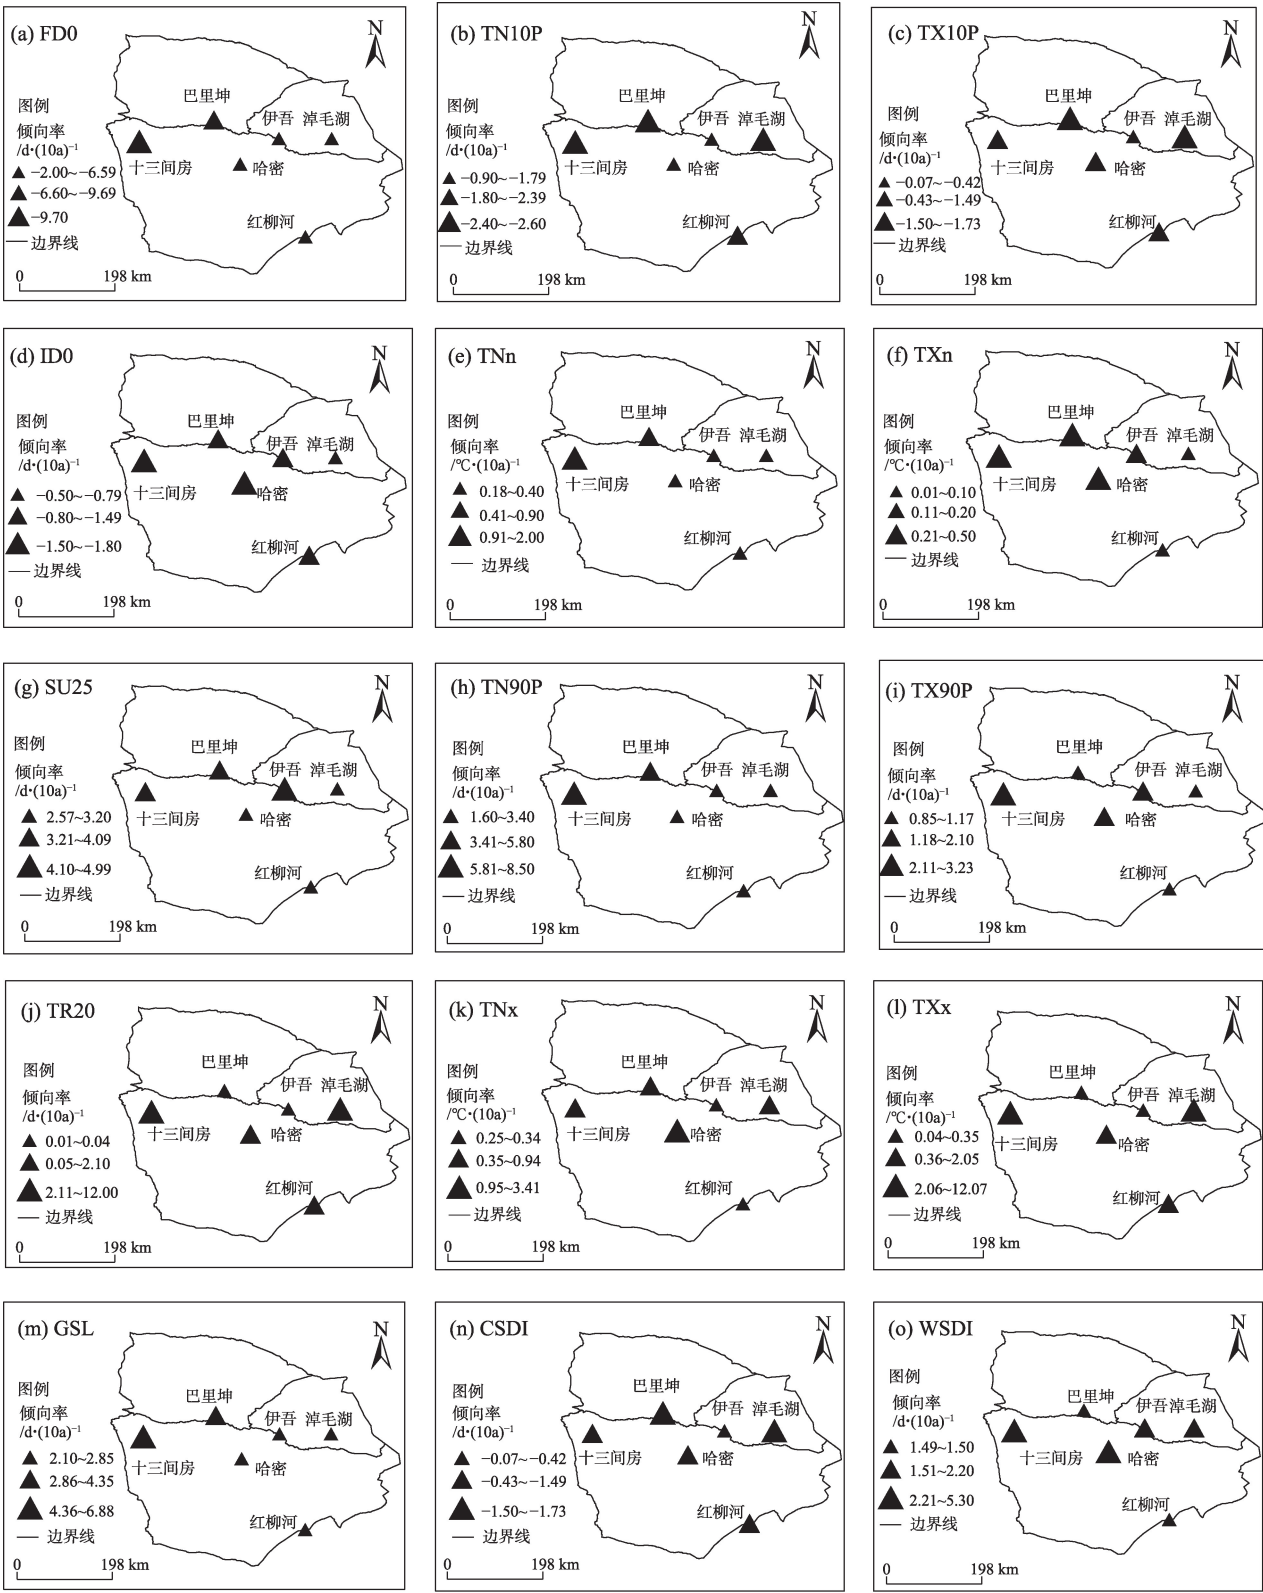 (a) FD0
N
巴里坤
伊吾 淖毛湖
十三间房
哈密
红柳河
图例
倾向率
/d·(10a)⁻¹
−2.00~−6.59
−6.60~−9.69
−9.70
边界线
0 198 km
(b) TN10P
N
巴里坤
伊吾 淖毛湖
十三间房
哈密
红柳河
图例
倾向率
/d·(10a)⁻¹
−0.90~−1.79
−1.80~−2.39
−2.40~−2.60
边界线
0 198 km
(c) TX10P
N
巴里坤
伊吾 淖毛湖
十三间房
哈密
红柳河
图例
倾向率
/d·(10a)⁻¹
−0.07~−0.42
−0.43~−1.49
−1.50~−1.73
边界线
0 198 km
(d) ID0
N
巴里坤
伊吾 淖毛湖
十三间房
哈密
红柳河
图例
倾向率
/d·(10a)⁻¹
−0.50~−0.79
−0.80~−1.49
−1.50~−1.80
边界线
0 198 km
(e) TNn
N
巴里坤
伊吾 淖毛湖
十三间房
哈密
红柳河
图例
倾向率
/℃·(10a)⁻¹
0.18~0.40
0.41~0.90
0.91~2.00
边界线
0 198 km
(f) TXn
N
巴里坤
伊吾 淖毛湖
十三间房
哈密
红柳河
图例
倾向率
/℃·(10a)⁻¹
0.01~0.10
0.11~0.20
0.21~0.50
边界线
0 198 km
(g) SU25
N
巴里坤
伊吾 淖毛湖
十三间房
哈密
红柳河
图例
倾向率
/d·(10a)⁻¹
2.57~3.20
3.21~4.09
4.10~4.99
边界线
0 198 km
(h) TN90P
N
巴里坤
伊吾 淖毛湖
十三间房
哈密
红柳河
图例
倾向率
/d·(10a)⁻¹
1.60~3.40
3.41~5.80
5.81~8.50
边界线
0 198 km
(i) TX90P
N
巴里坤
伊吾 淖毛湖
十三间房
哈密
红柳河
图例
倾向率
/d·(10a)⁻¹
0.85~1.17
1.18~2.10
2.11~3.23
边界线
0 198 km
(j) TR20
N
巴里坤
伊吾 淖毛湖
十三间房
哈密
红柳河
图例
倾向率
/d·(10a)⁻¹
0.01~0.04
0.05~2.10
2.11~12.00
边界线
0 198 km
(k) TNx
N
巴里坤
伊吾 淖毛湖
十三间房
哈密
红柳河
图例
倾向率
/℃·(10a)⁻¹
0.25~0.34
0.35~0.94
0.95~3.41
边界线
0 198 km
(l) TXx
N
巴里坤
伊吾 淖毛湖
十三间房
哈密
红柳河
图例
倾向率
/℃·(10a)⁻¹
0.04~0.35
0.36~2.05
2.06~12.07
边界线
0 198 km
(m) GSL
N
巴里坤
伊吾 淖毛湖
十三间房
哈密
红柳河
图例
倾向率
/d·(10a)⁻¹
2.10~2.85
2.86~4.35
4.36~6.88
边界线
0 198 km
(n) CSDI
N
巴里坤
伊吾 淖毛湖
十三间房
哈密
红柳河
图例
倾向率
/d·(10a)⁻¹
−0.07~−0.42
−0.43~−1.49
−1.50~−1.73
边界线
0 198 km
(o) WSDI
N
巴里坤
伊吾 淖毛湖
十三间房
哈密
红柳河
图例
倾向率
/d·(10a)⁻¹
1.49~1.50
1.51~2.20
2.21~5.30
边界线
0 198 km